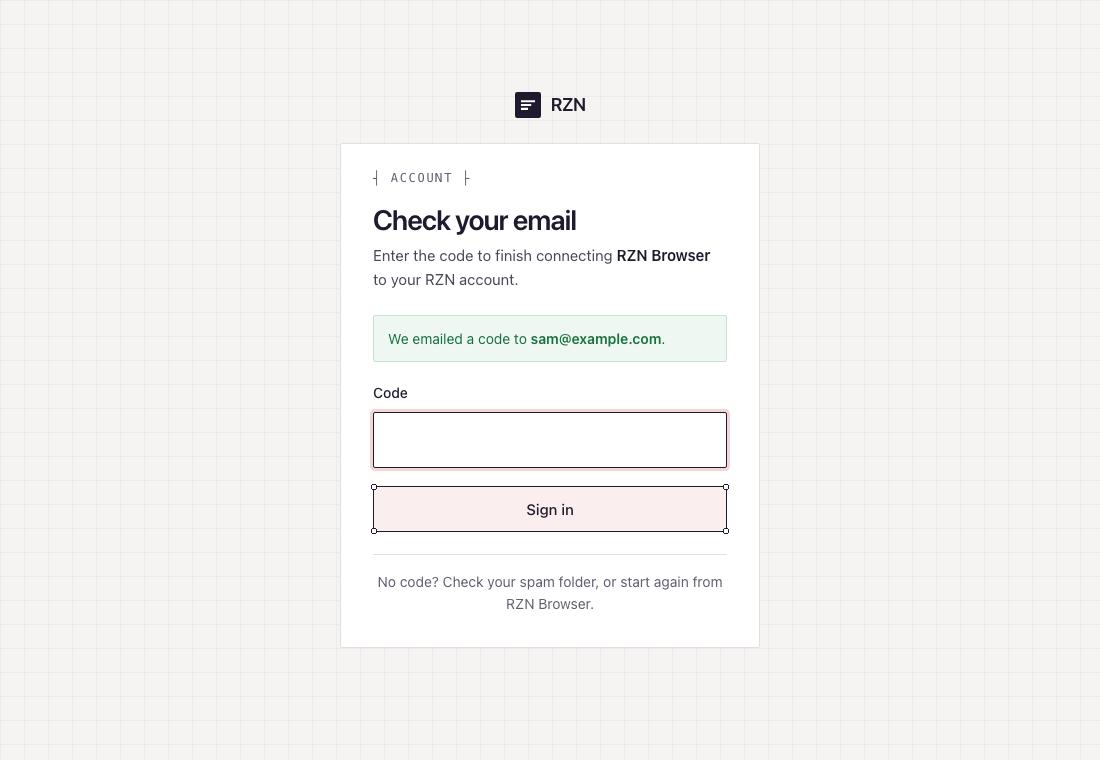 RZN
┤ ACCOUNT ├
Check your email
Enter the code to finish connecting RZN Browser
to your RZN account.
We emailed a code to sam@example.com.
Code
Sign in
No code? Check your spam folder, or start again from
RZN Browser.